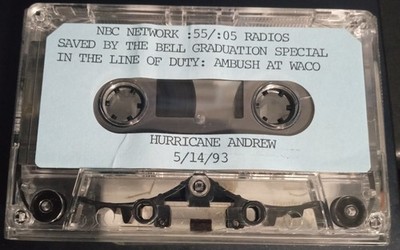 NBC NETWORK :55/:05 RADIOS
SAVED BY THE BELL GRADUATION SPECIAL
IN THE LINE OF DUTY: AMBUSH AT WACO
HURRICANE ANDREW
5/14/93